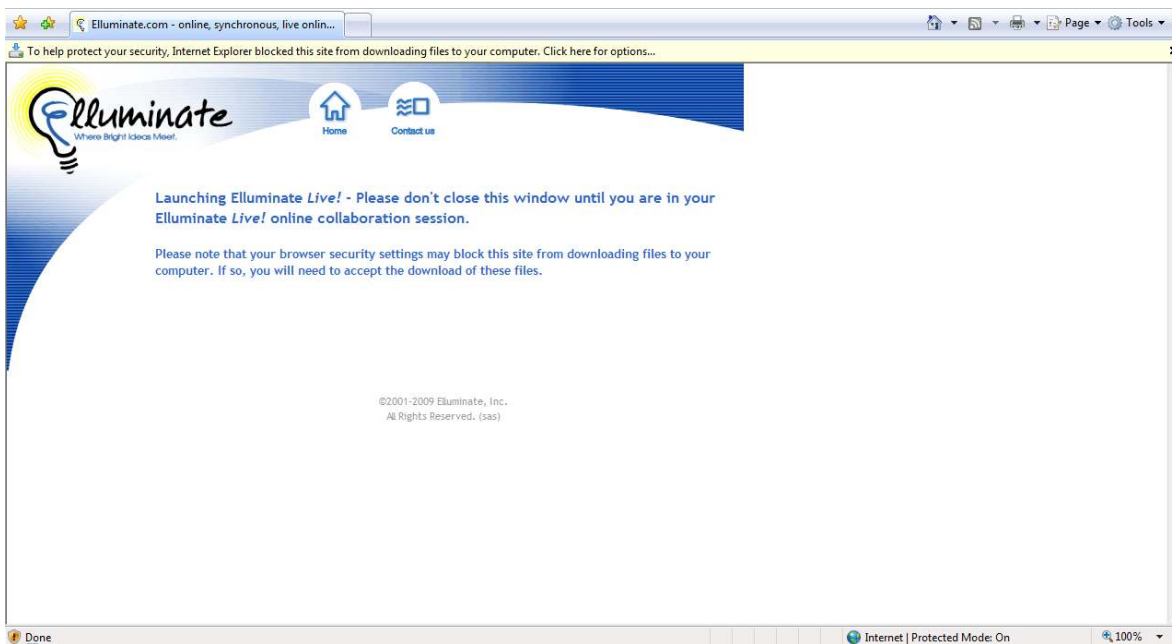 Elluminate.com - online, synchronous, live onlin...
Page
Tools
To help protect your security, Internet Explorer blocked this site from downloading files to your computer. Click here for options...
Elluminate
Where Bright Ideas Meet.
Home
Contact us
Launching Elluminate Live! - Please don't close this window until you are in your
Elluminate Live! online collaboration session.
Please note that your browser security settings may block this site from downloading files to your
computer. If so, you will need to accept the download of these files.
©2001-2009 Elluminate, Inc.
All Rights Reserved. (sas)
Done
Internet | Protected Mode: On
100%